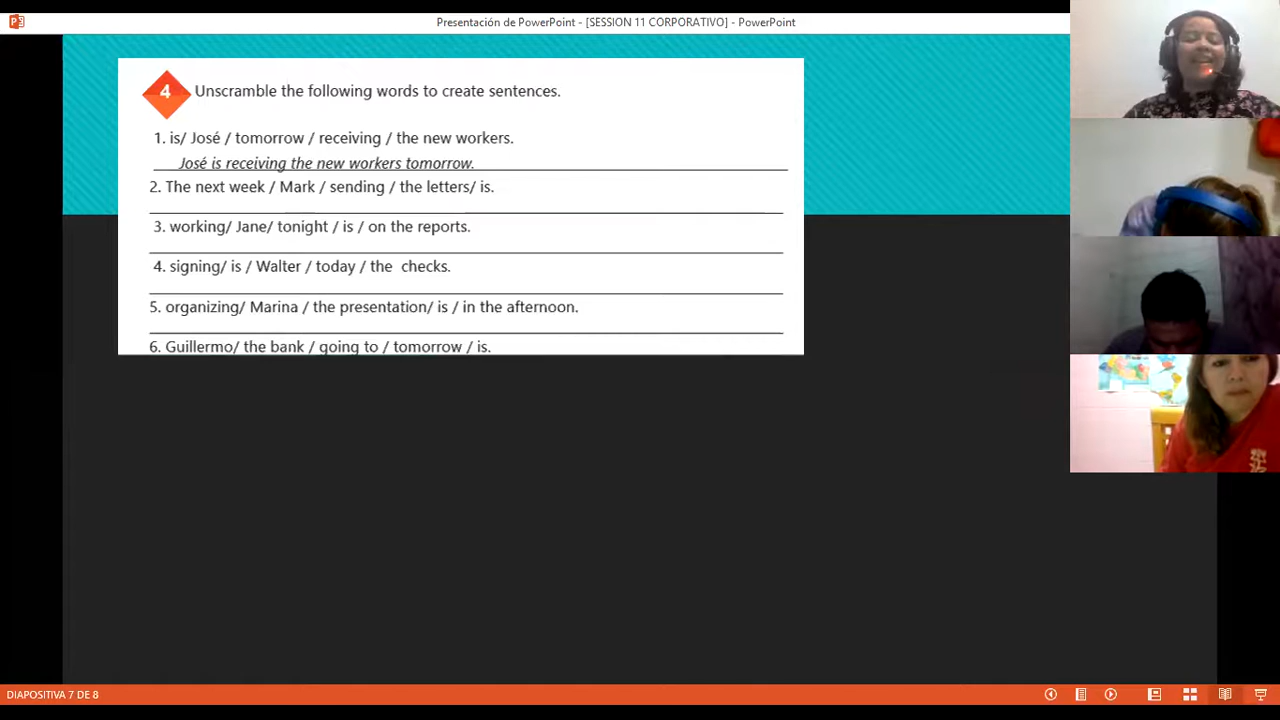 Presentación de PowerPoint - [SESSION 11 CORPORATIVO] - PowerPoint
4 Unscramble the following words to create sentences.
1. is/ José / tomorrow / receiving / the new workers.
José is receiving the new workers tomorrow.
2. The next week / Mark / sending / the letters/ is.
3. working/ Jane/ tonight / is / on the reports.
4. signing/ is / Walter / today / the checks.
5. organizing/ Marina / the presentation/ is / in the afternoon.
6. Guillermo/ the bank / going to / tomorrow / is.
DIAPOSITIVA 7 DE 8